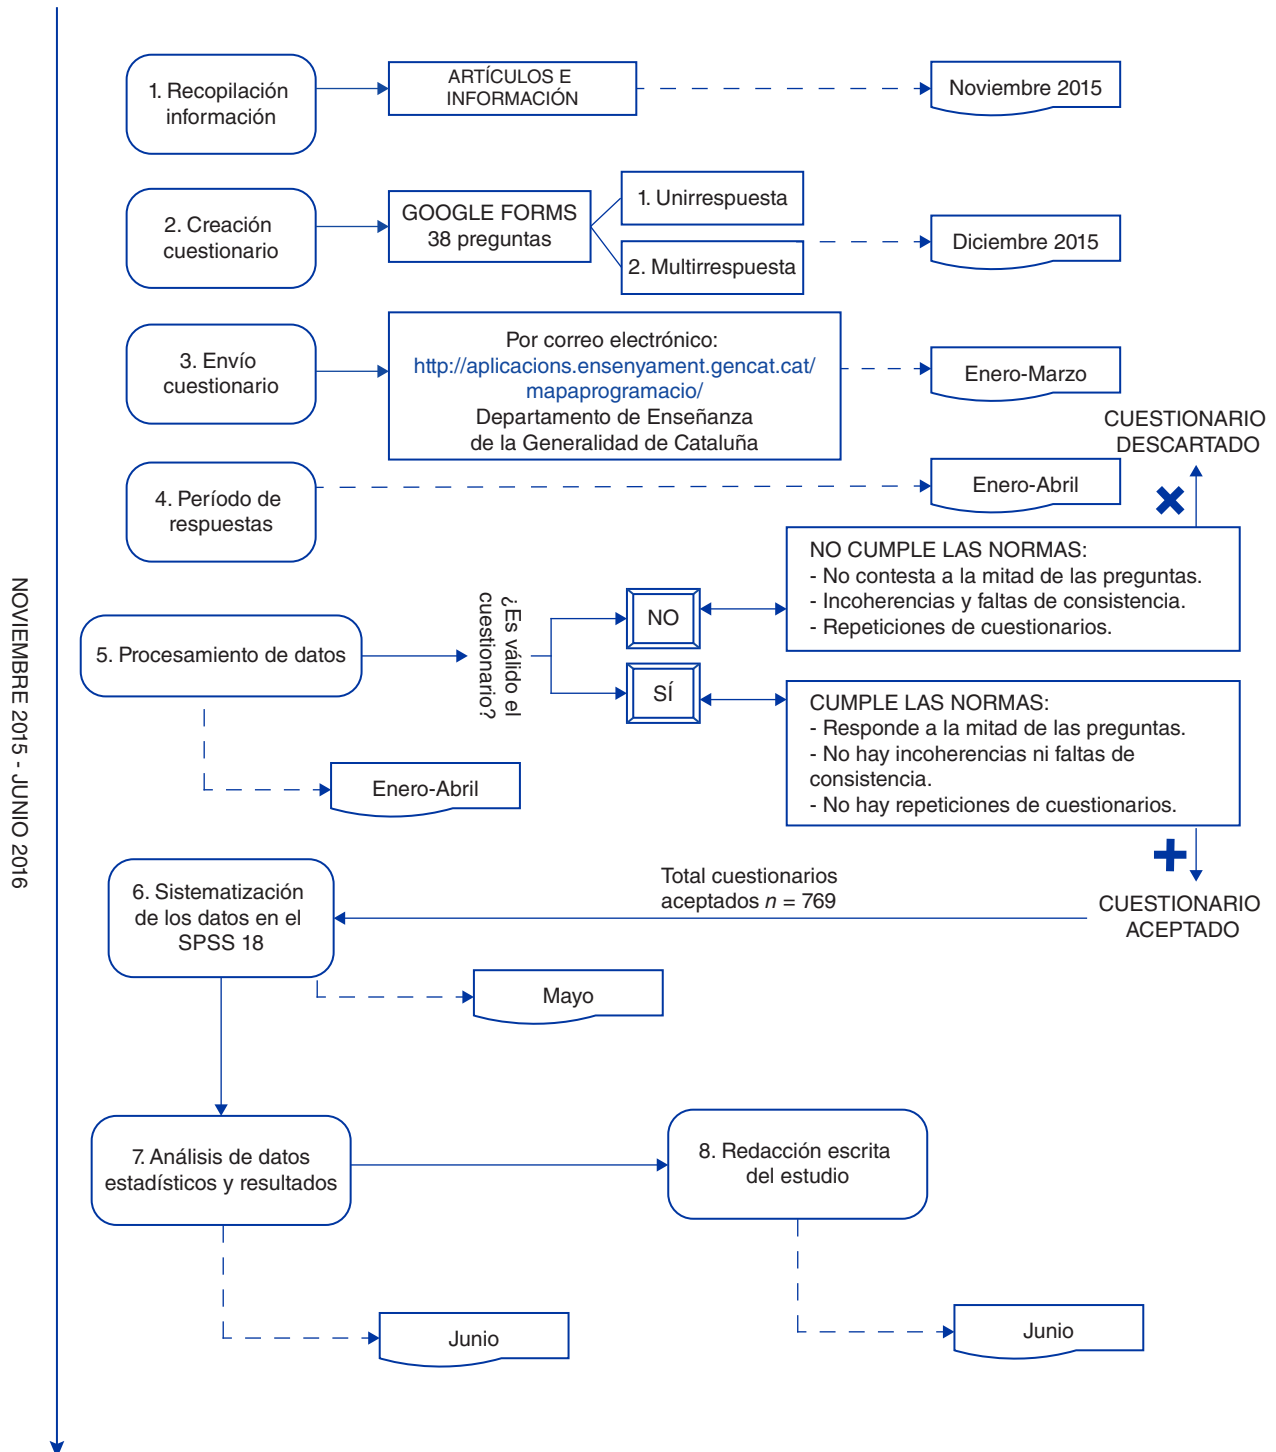 1. Recopilación
información
ARTÍCULOS E
INFORMACIÓN
Noviembre 2015
2. Creación
cuestionario
GOOGLE FORMS
38 preguntas
1. Unirrespuesta
2. Multirrespuesta
Diciembre 2015
3. Envío
cuestionario
Por correo electrónico:
http://aplicacions.ensenyament.gencat.cat/
mapaprogramacio/
Departamento de Enseñanza
de la Generalidad de Cataluña
Enero-Marzo
4. Período de
respuestas
Enero-Abril
CUESTIONARIO
DESCARTADO
5. Procesamiento de datos
¿Es válido el
cuestionario?
NO
NO CUMPLE LAS NORMAS:
- No contesta a la mitad de las preguntas.
- Incoherencias y faltas de consistencia.
- Repeticiones de cuestionarios.
SÍ
CUMPLE LAS NORMAS:
- Responde a la mitad de las preguntas.
- No hay incoherencias ni faltas de
consistencia.
- No hay repeticiones de cuestionarios.
Enero-Abril
CUESTIONARIO
ACEPTADO
Total cuestionarios
aceptados n = 769
6. Sistematización
de los datos en el
SPSS 18
Mayo
7. Análisis de datos
estadísticos y resultados
8. Redacción escrita
del estudio
Junio
Junio
NOVIEMBRE 2015 - JUNIO 2016